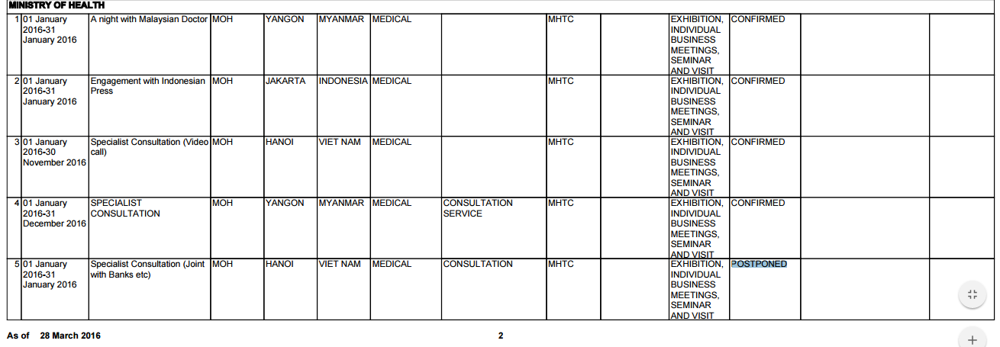 MINISTRY OF HEALTH
1 01 January 2016-31 January 2016 A night with Malaysian Doctor MOH YANGON MYANMAR MEDICAL MHTC EXHIBITION, INDIVIDUAL BUSINESS MEETINGS, SEMINAR AND VISIT CONFIRMED
2 01 January 2016-31 January 2016 Engagement with Indonesian Press MOH JAKARTA INDONESIA MEDICAL MHTC EXHIBITION, INDIVIDUAL BUSINESS MEETINGS, SEMINAR AND VISIT CONFIRMED
3 01 January 2016-30 November 2016 Specialist Consultation (Video call) MOH HANOI VIET NAM MEDICAL MHTC EXHIBITION, INDIVIDUAL BUSINESS MEETINGS, SEMINAR AND VISIT CONFIRMED
4 01 January 2016-31 December 2016 SPECIALIST CONSULTATION MOH YANGON MYANMAR MEDICAL CONSULTATION SERVICE MHTC EXHIBITION, INDIVIDUAL BUSINESS MEETINGS, SEMINAR AND VISIT CONFIRMED
5 01 January 2016-31 January 2016 Specialist Consultation (Joint with Banks etc) MOH HANOI VIET NAM MEDICAL CONSULTATION MHTC EXHIBITION, INDIVIDUAL BUSINESS MEETINGS, SEMINAR AND VISIT POSTPONED
As of 28 March 2016 2